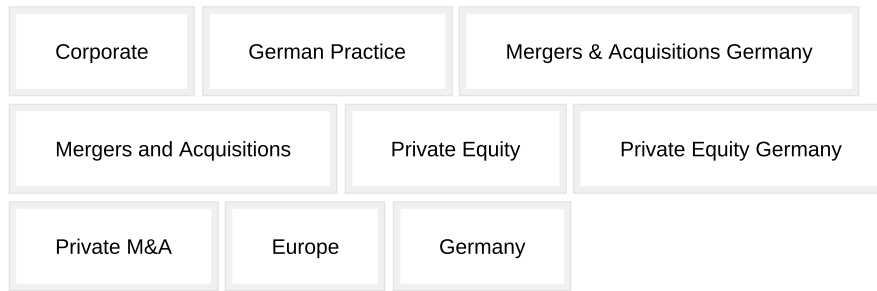 Corporate German Practice Mergers & Acquisitions Germany
Mergers and Acquisitions Private Equity Private Equity Germany
Private M&A Europe Germany